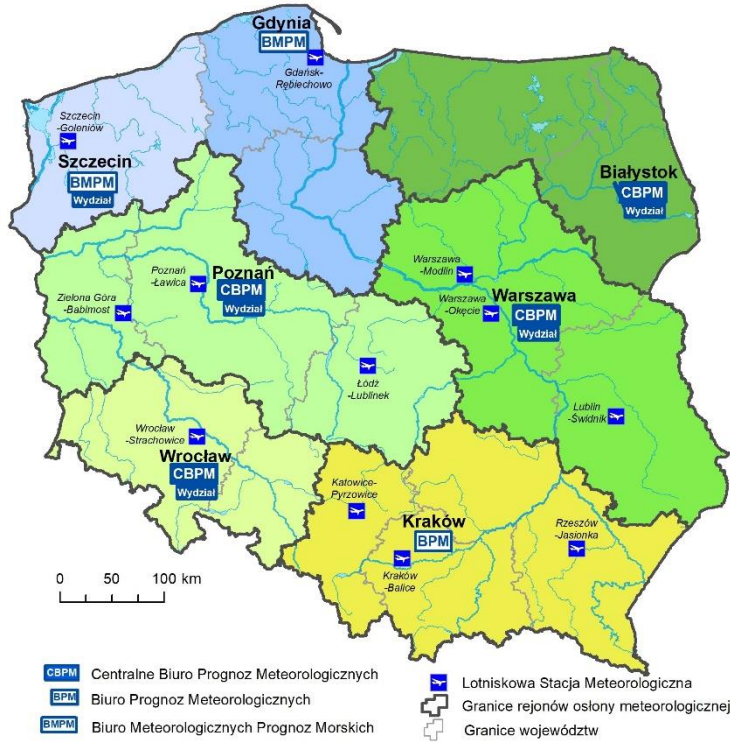 Gdynia
BMPM
Gdańsk-
Rębiechowo
Szczecin
-Goleniów
Szczecin
BMPM
Wydział
Białystok
CBPM
Wydział
Poznań
-Ławica
Poznań
CBPM
Wydział
Zielona Góra
-Babimost
Warszawa
-Modlin
Warszawa
-Okęcie
Warszawa
CBPM
Wydział
Łódź
-Lublinek
Lublin
-Świdnik
Wrocław
-Strachowice
Wrocław
CBPM
Wydział
Katowice-
Pyrzowice
Kraków
BPM
Kraków
-Balice
Rzeszów
-Jasionka
0 50 100 km
CBPM Centralne Biuro Prognoz Meteorologicznych
BPM Biuro Prognoz Meteorologicznych
BMPM Biuro Meteorologicznych Prognoz Morskich
Lotniskowa Stacja Meteorologiczna
Granice rejonów osłony meteorologicznej
Granice województw